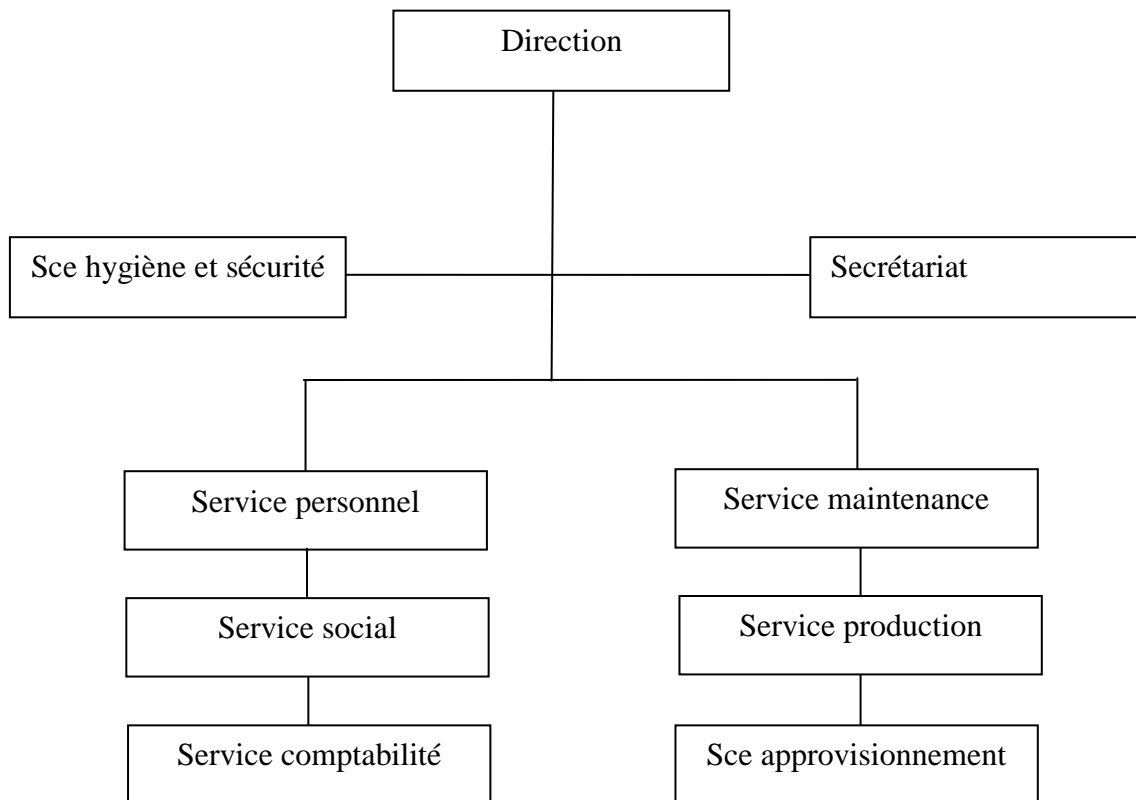 Direction
Sce hygiène et sécurité
Secrétariat
Service personnel
Service maintenance
Service social
Service production
Service comptabilité
Sce approvisionnement